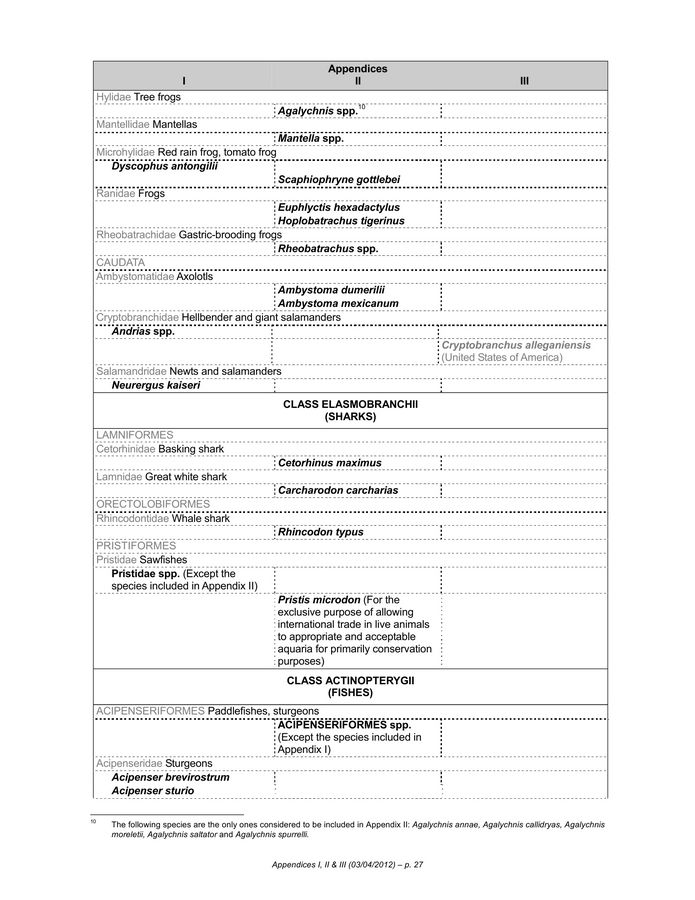 Appendices
I II III
Hylidae Tree frogs
Agalychnis spp.10
Mantellidae Mantellas
Mantella spp.
Microhylidae Red rain frog, tomato frog
Dyscophus antongilii
Scaphiophryne gottlebei
Ranidae Frogs
Euphlyctis hexadactylus
Hoplobatrachus tigerinus
Rheobatrachidae Gastric-brooding frogs
Rheobatrachus spp.
CAUDATA
Ambystomatidae Axolotls
Ambystoma dumerilii
Ambystoma mexicanum
Cryptobranchidae Hellbender and giant salamanders
Andrias spp.
Cryptobranchus alleganiensis
(United States of America)
Salamandridae Newts and salamanders
Neurergus kaiseri
CLASS ELASMOBRANCHII
(SHARKS)
LAMNIFORMES
Cetorhinidae Basking shark
Cetorhinus maximus
Lamnidae Great white shark
Carcharodon carcharias
ORECTOLOBIFORMES
Rhincodontidae Whale shark
Rhincodon typus
PRISTIFORMES
Pristidae Sawfishes
Pristidae spp. (Except the
species included in Appendix II)
Pristis microdon (For the
exclusive purpose of allowing
international trade in live animals
to appropriate and acceptable
aquaria for primarily conservation
purposes)
CLASS ACTINOPTERYGII
(FISHES)
ACIPENSERIFORMES Paddlefishes, sturgeons
ACIPENSERIFORMES spp.
(Except the species included in
Appendix I)
Acipenseridae Sturgeons
Acipenser brevirostrum
Acipenser sturio
10 The following species are the only ones considered to be included in Appendix II: Agalychnis annae, Agalychnis callidryas, Agalychnis
moreletii, Agalychnis saltator and Agalychnis spurrelli.
Appendices I, II & III (03/04/2012) – p. 27